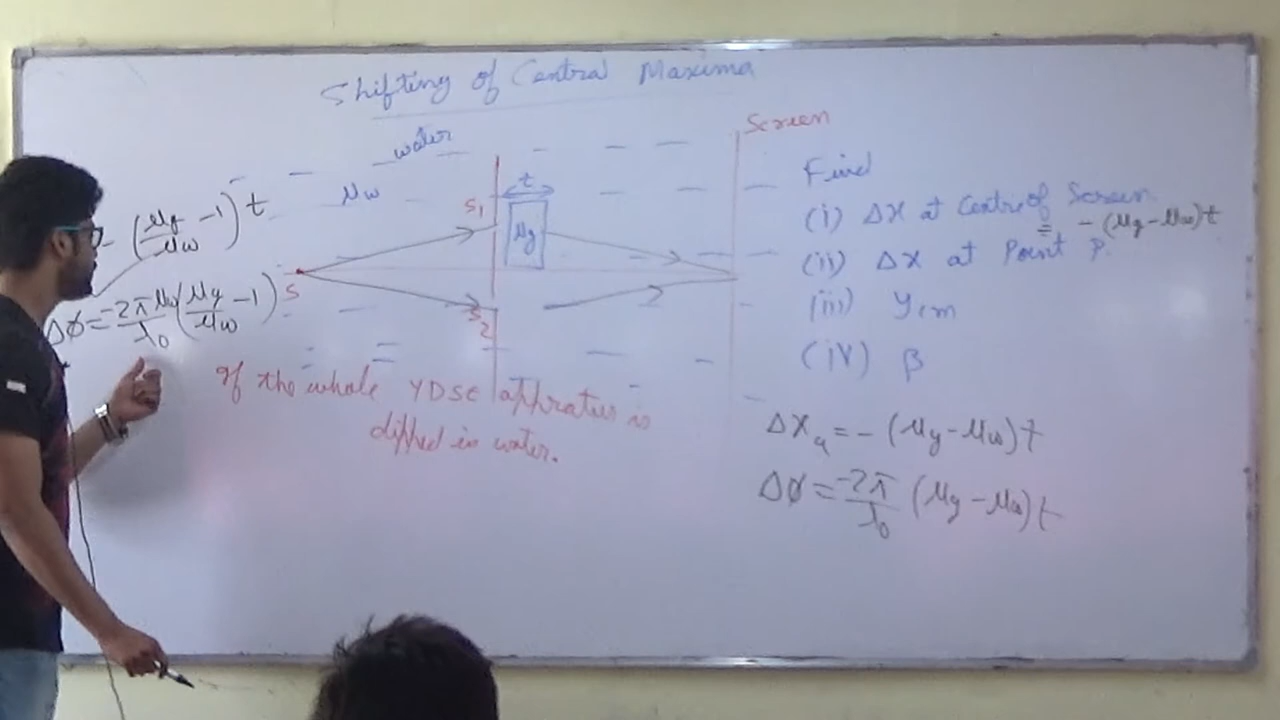 Shifting of Central Maxima
water
μw
S1
t
μg
S
S2
Screen
- (μg/μw - 1) t
Δφ = -2π μw/λ0 (μg/μw - 1)
If the whole YDSE appratus is
dipped in water.
Find
(i) Δx at Centre of Screen
= - (μg - μw) t
(ii) Δx at Point P.
(iii) ycm
(iv) β
Δx = - (μg - μw) t
Δφ = -2π/λ0 (μg - μw) t